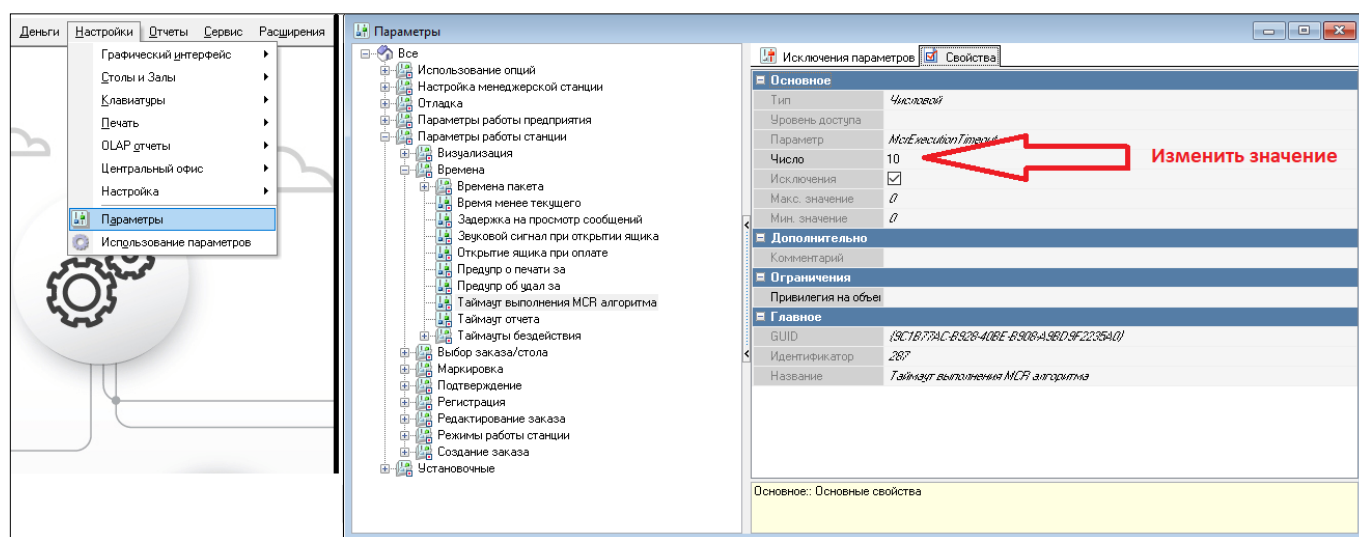 Деньги Настройки Отчеты Сервис Расширения
Графический интерфейс
Столы и Залы
Клавиатуры
Печать
OLAP отчеты
Центральный офис
Настройка
Параметры
Использование параметров
Параметры
Все
Использование опций
Настройка менеджерской станции
Отладка
Параметры работы предприятия
Параметры работы станции
Визуализация
Времена
Времена пакета
Время менее текущего
Задержка на просмотр сообщений
Звуковой сигнал при открытии ящика
Открытие ящика при оплате
Предупр о печати за
Предупр об удал за
Таймаут выполнения MCR алгоритма
Таймаут отчета
Таймауты бездействия
Выбор заказа/стола
Маркировка
Подтверждение
Регистрация
Редактирование заказа
Режимы работы станции
Создание заказа
Установочные
Исключения параметров Свойства
Основное
Тип Числовой
Уровень доступа
Параметр McrExecutionTimeout
Число 10
Изменить значение
Исключения
Макс. значение 0
Мин. значение 0
Дополнительно
Комментарий
Ограничения
Привилегия на объек
Главное
GUID {9C1B77AC-B928-40BE-B908-A9BD9F2235A0}
Идентификатор 287
Название Таймаут выполнения MCR алгоритма
Основное:: Основные свойства